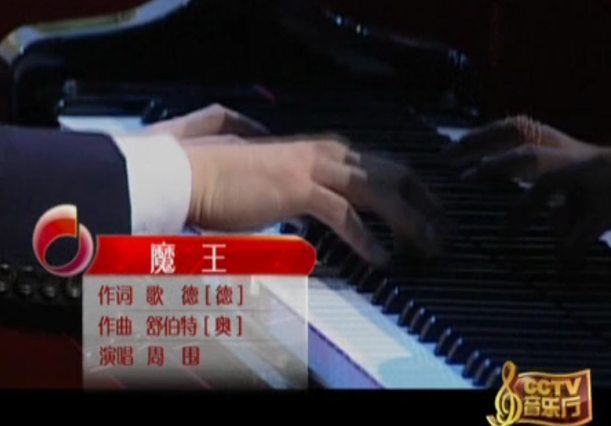 魔王
作词 歌 德[德]
作曲 舒伯特[奥]
演唱 周 围
CCTV
音乐厅